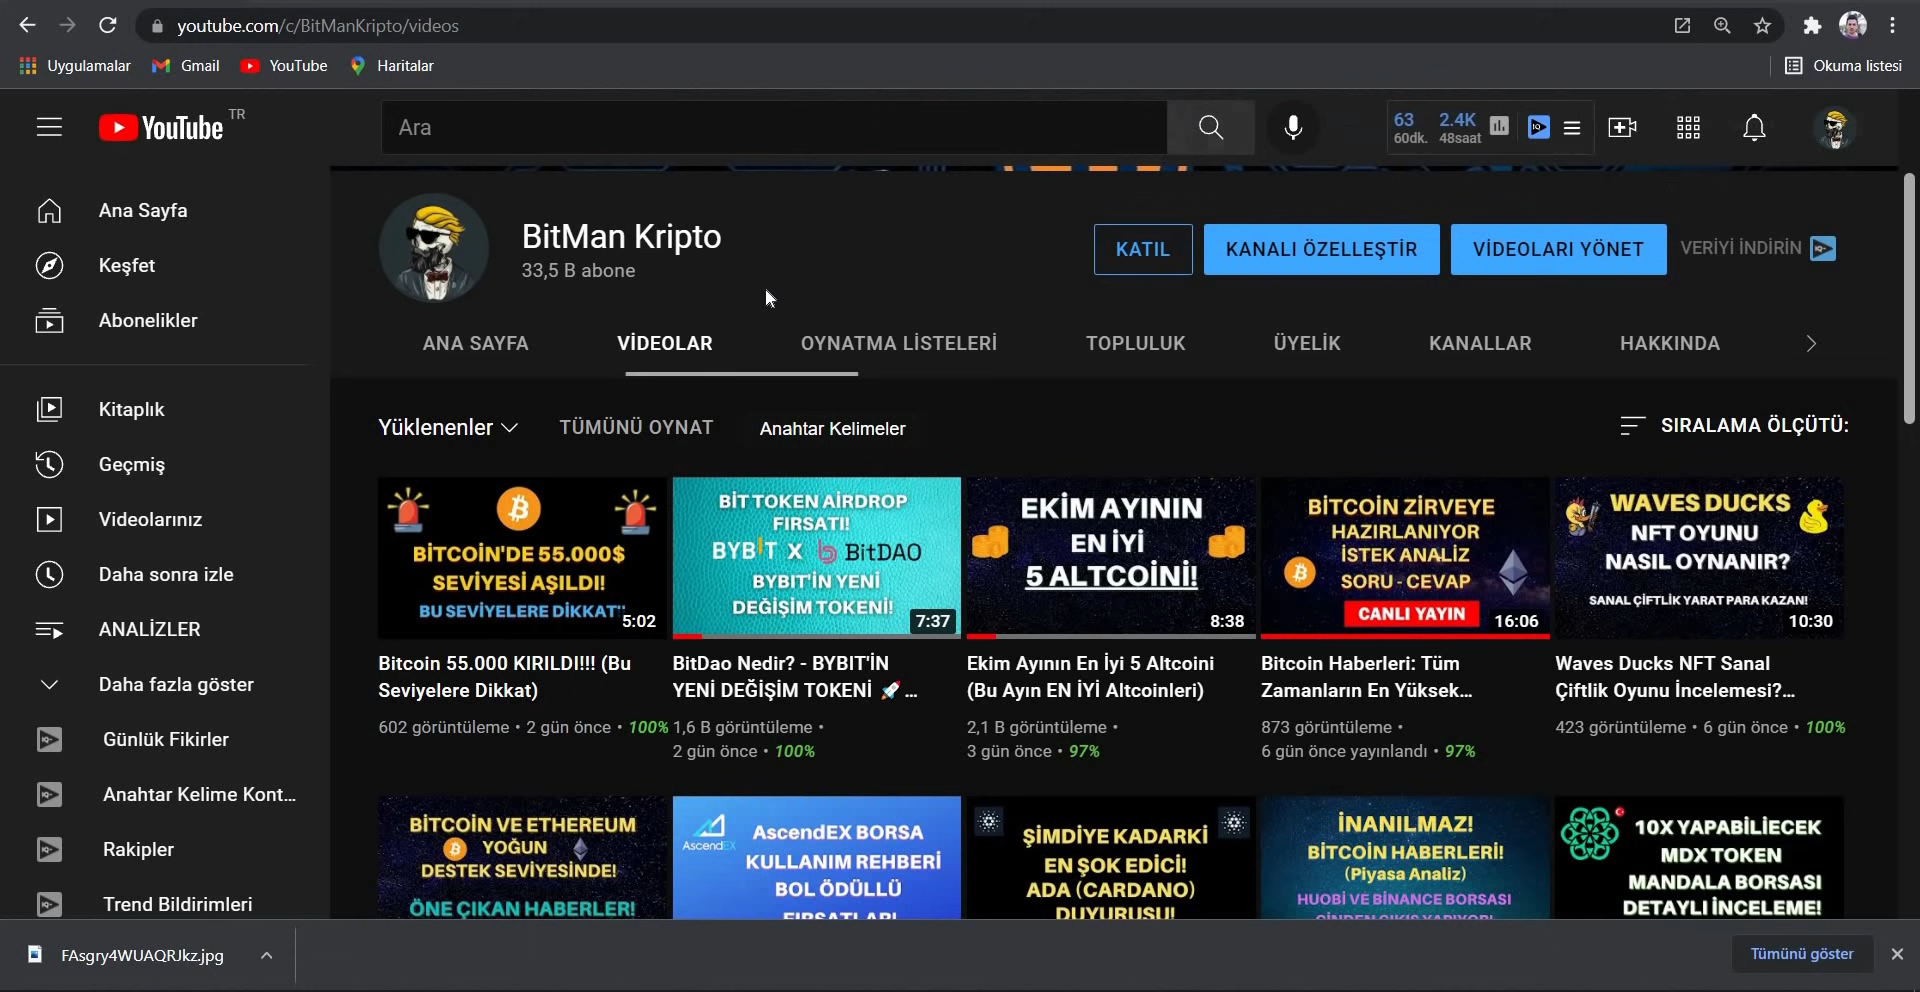 youtube.com/c/BitManKripto/videos
Uygulamalar Gmail YouTube Haritalar Okuma listesi
YouTube TR
Ara
63 2.4K
60dk. 48saat
Ana Sayfa
Keşfet
Abonelikler
Kitaplık
Geçmiş
Videolarınız
Daha sonra izle
ANALİZLER
Daha fazla göster
Günlük Fikirler
Anahtar Kelime Kont...
Rakipler
Trend Bildirimleri
BitMan Kripto
33,5 B abone
KATIL KANALI ÖZELLEŞTİR VİDEOLARI YÖNET VERİYİ İNDİRİN
ANA SAYFA VİDEOLAR OYNATMA LİSTELERİ TOPLULUK ÜYELİK KANALLAR HAKKINDA
Yüklenenler TÜMÜNÜ OYNAT Anahtar Kelimeler SIRALAMA ÖLÇÜTÜ:
BİTCOİN'DE 55.000$
SEVİYESİ AŞILDI!
BU SEVİYELERE DİKKAT"
5:02
Bitcoin 55.000 KIRILDI!!! (Bu
Seviyelere Dikkat)
602 görüntüleme • 2 gün önce • 100%
BİT TOKEN AİRDROP
FIRSATI!
BYBIT X BitDAO
BYBIT'İN YENİ
DEĞİŞİM TOKENİ!
7:37
BitDao Nedir? - BYBIT'İN
YENİ DEĞİŞİM TOKENİ 🚀...
1,6 B görüntüleme •
2 gün önce • 100%
EKİM AYININ
EN İYİ
5 ALTCOİNİ!
8:38
Ekim Ayının En İyi 5 Altcoini
(Bu Ayın EN İYİ Altcoinleri)
2,1 B görüntüleme •
3 gün önce • 97%
BİTCOİN ZİRVEYE
HAZIRLANIYOR
İSTEK ANALİZ
SORU - CEVAP
CANLI YAYIN
16:06
Bitcoin Haberleri: Tüm
Zamanların En Yüksek...
873 görüntüleme •
6 gün önce yayınlandı • 97%
WAVES DUCKS
NFT OYUNU
NASIL OYNANIR?
SANAL ÇİFTLİK YARAT PARA KAZAN!
10:30
Waves Ducks NFT Sanal
Çiftlik Oyunu İncelemesi?...
423 görüntüleme • 6 gün önce • 100%
BİTCOİN VE ETHEREUM
YOĞUN
DESTEK SEVİYESİNDE!
ÖNE ÇIKAN HABERLER!
AscendEX
AscendEX BORSA
KULLANIM REHBERİ
BOL ÖDÜLLÜ
FIRSATLAR!
ŞİMDİYE KADARKİ
EN ŞOK EDİCİ!
ADA (CARDANO)
DUYURUSU!
İNANILMAZ!
BİTCOİN HABERLERİ!
(Piyasa Analiz)
HUOBİ VE BİNANCE BORSASI
10X YAPABİLİECEK
MDX TOKEN
MANDALA BORSASI
DETAYLI İNCELEME!
FAsgry4WUAQRJkz.jpg
Tümünü göster